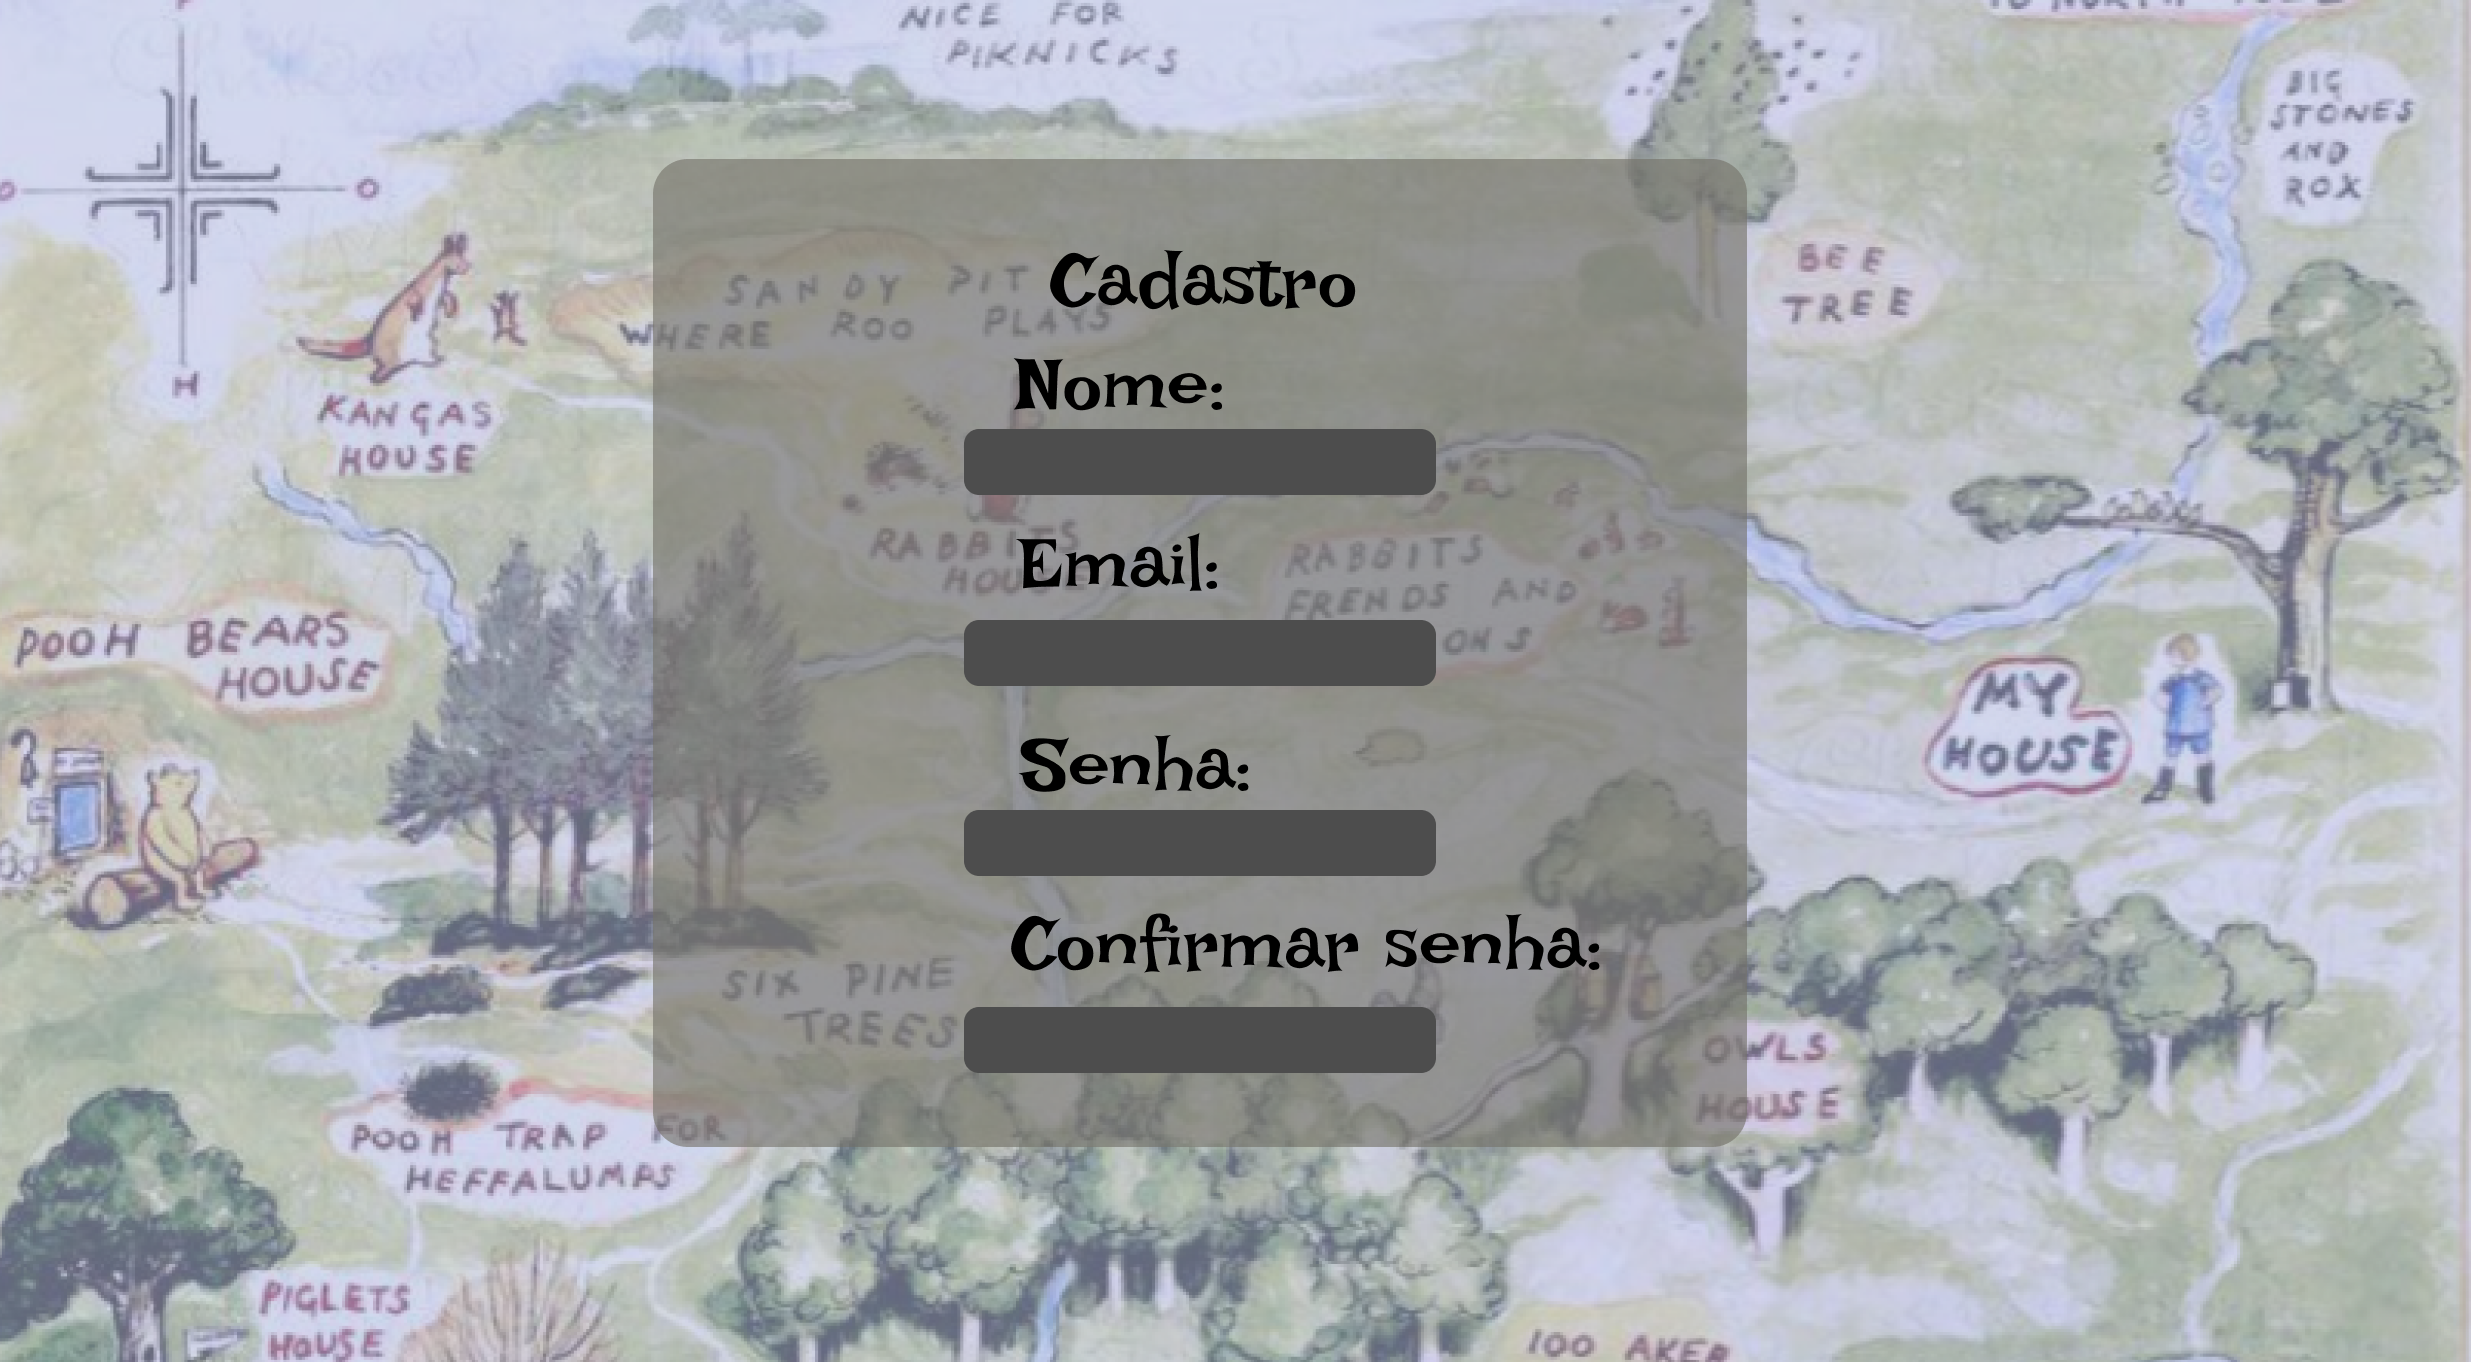 NICE FOR
PIKNICKS
BIG
STONES
AND
ROX
BEE
TREE
Cadastro
SANDY PIT
WHERE ROO PLAYS
Nome:
KANGAS
HOUSE
H
O
RABBITS
HOUSE
Email:
RABBITS
FRENDS AND
ONS
POOH BEARS
HOUSE
MY
HOUSE
Senha:
Confirmar senha:
SIX PINE
TREES
OWLS
HOUSE
POOH TRAP FOR
HEFFALUMPS
PIGLETS
HOUSE
100 AKER